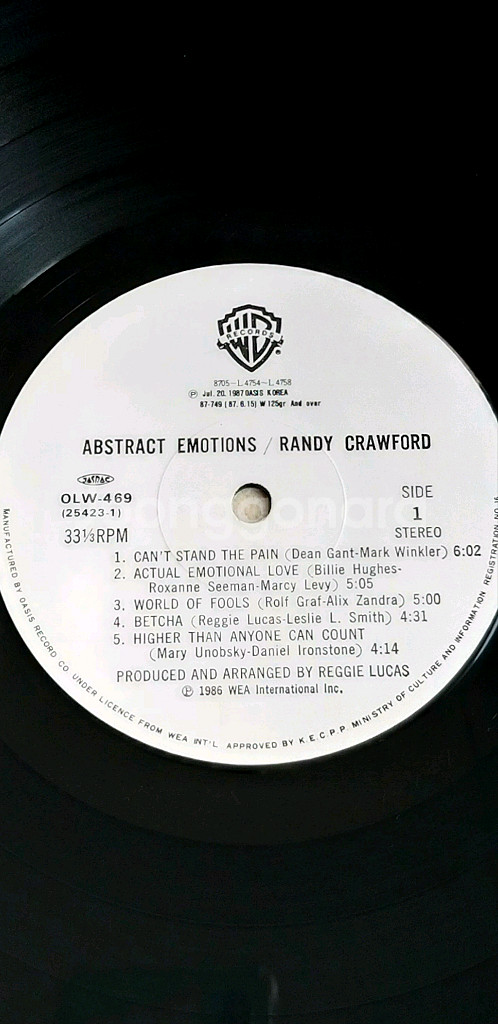 WB
RECORDS
®
8705-L.4754-L.4758
Ⓟ Jul. 20. 1987 OASIS KOREA
87-749 (87. 6. 15) W 125gr And over
ABSTRACT EMOTIONS / RANDY CRAWFORD
JASRAC
OLW-469
(25423-1)
33⅓RPM
SIDE
1
STEREO
1. CAN'T STAND THE PAIN (Dean Gant-Mark Winkler) 6:02
2. ACTUAL EMOTIONAL LOVE (Billie Hughes-
Roxanne Seeman-Marcy Levy) 5:05
3. WORLD OF FOOLS (Rolf Graf-Alix Zandra) 5:00
4. BETCHA (Reggie Lucas-Leslie L. Smith) 4:31
5. HIGHER THAN ANYONE CAN COUNT
(Mary Unobsky-Daniel Ironstone) 4:14
PRODUCED AND ARRANGED BY REGGIE LUCAS
Ⓟ 1986 WEA International Inc.
MANUFACTURED BY OASIS RECORD CO UNDER LICENCE FROM WEA INT'L APPROVED BY K.E.C.P.P. MINISTRY OF CULTURE AND INFORMATION REGISTRATION NO.